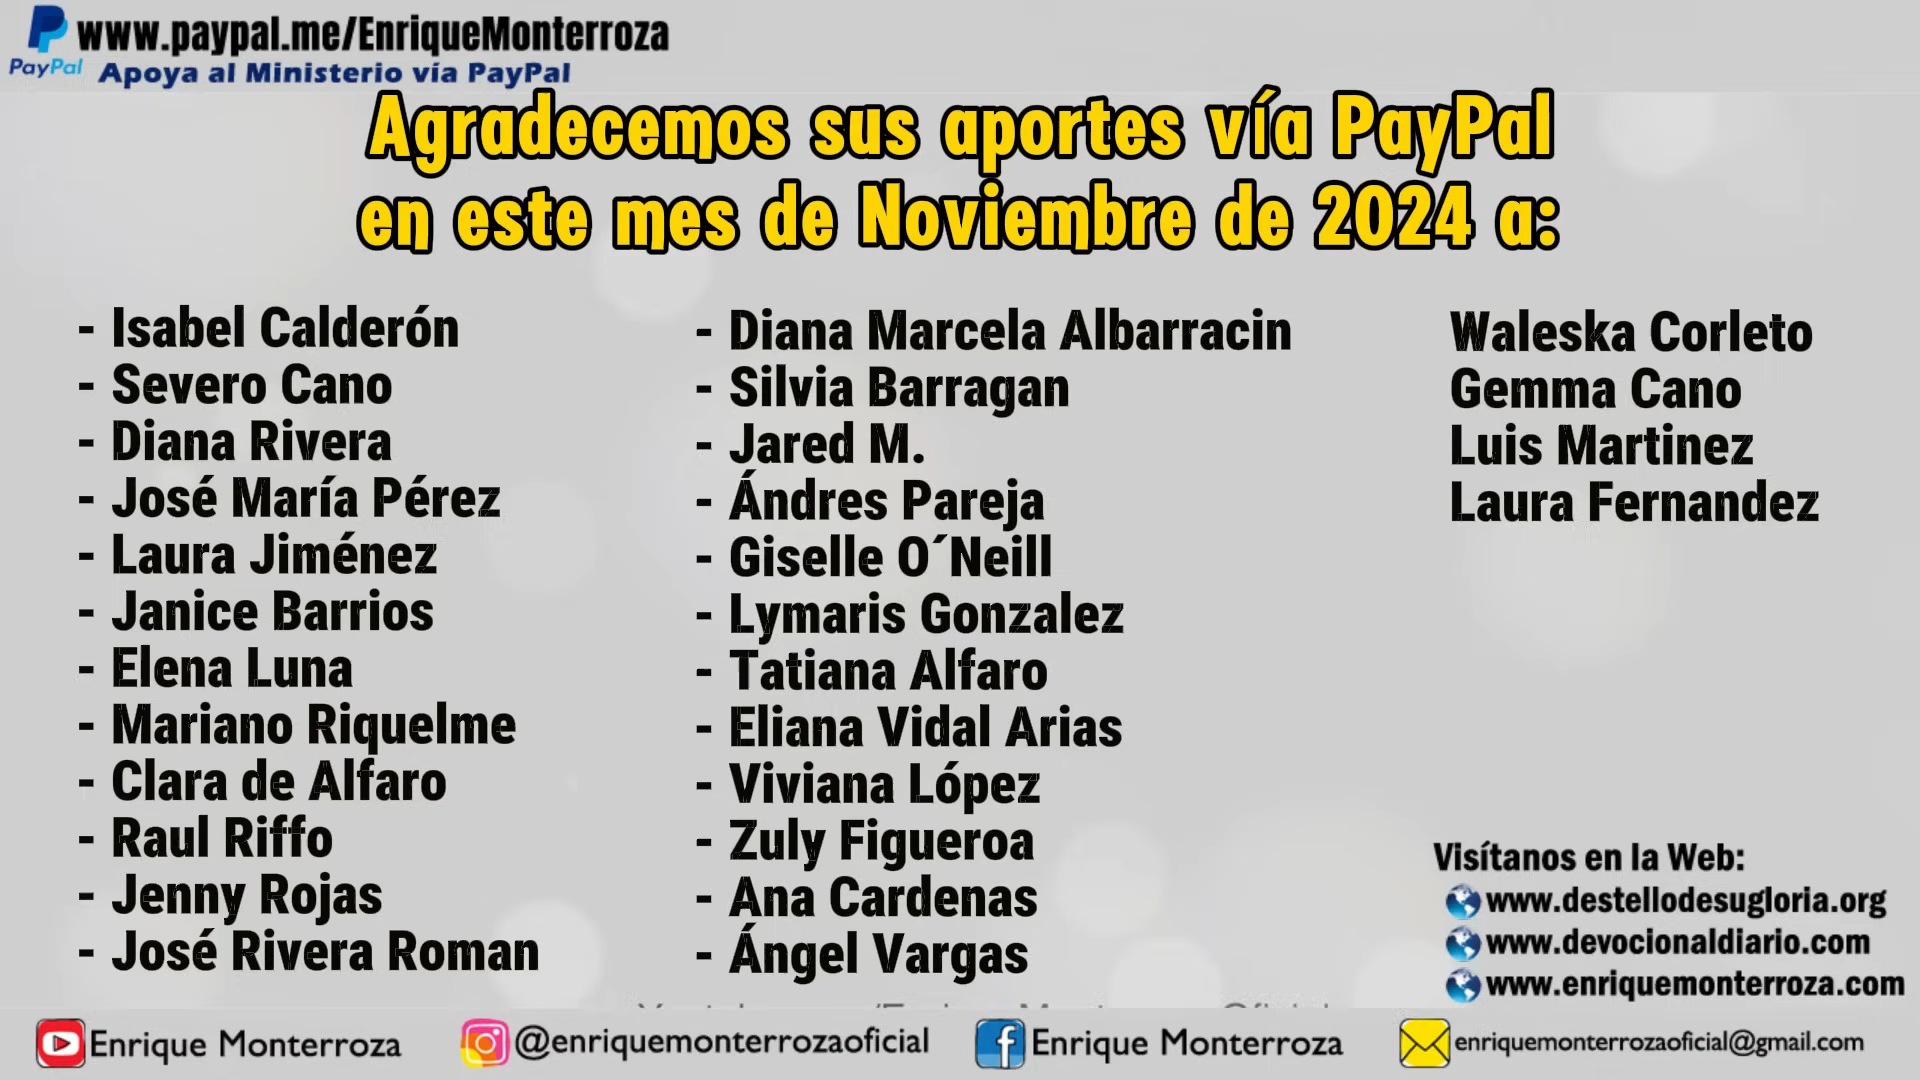 www.paypal.me/EnriqueMonterroza
PayPal
Apoya al Ministerio vía PayPal
Agradecemos sus aportes vía PayPal
en este mes de Noviembre de 2024 a:
- Isabel Calderón
- Severo Cano
- Diana Rivera
- José María Pérez
- Laura Jiménez
- Janice Barrios
- Elena Luna
- Mariano Riquelme
- Clara de Alfaro
- Raul Riffo
- Jenny Rojas
- José Rivera Roman
- Diana Marcela Albarracin
- Silvia Barragan
- Jared M.
- Ándres Pareja
- Giselle O´Neill
- Lymaris Gonzalez
- Tatiana Alfaro
- Eliana Vidal Arias
- Viviana López
- Zuly Figueroa
- Ana Cardenas
- Ángel Vargas
Waleska Corleto
Gemma Cano
Luis Martinez
Laura Fernandez
Visítanos en la Web:
www.destellodesugloria.org
www.devocionaldiario.com
www.enriquemonterroza.com
Enrique Monterroza
@enriquemonterrozaoficial
Enrique Monterroza
enriquemonterrozaoficial@gmail.com